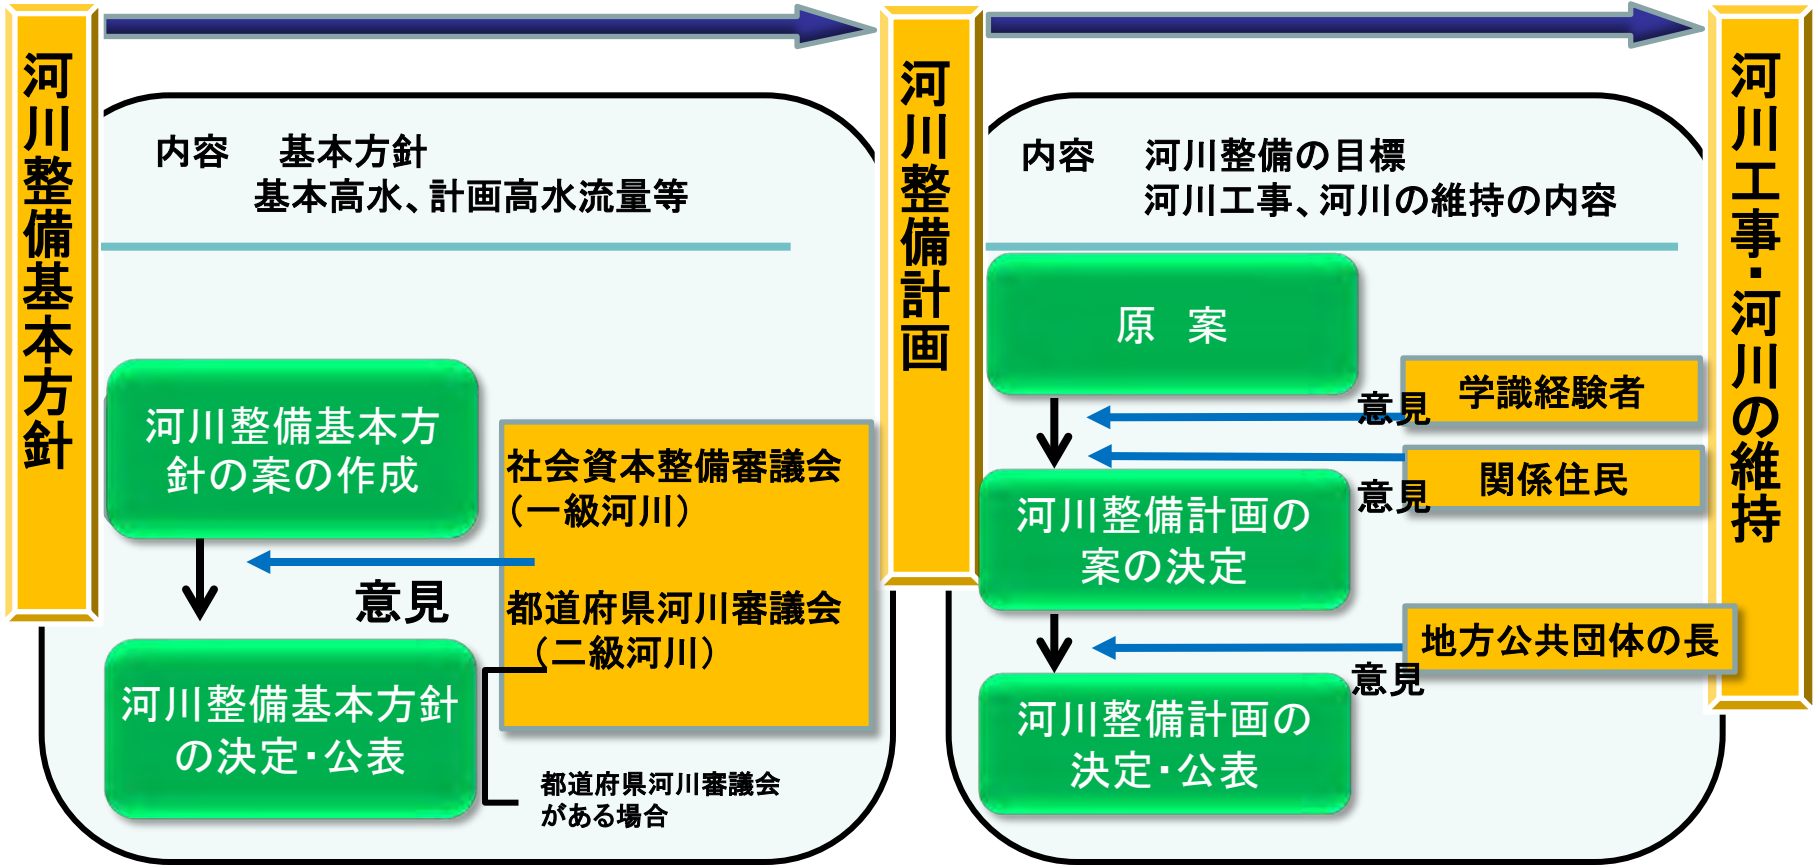 河川整備基本方針
内容　基本方針
基本高水、計画高水流量等
河川整備基本方
針の案の作成
社会資本整備審議会
（一級河川）
意見
都道府県河川審議会
（二級河川）
河川整備基本方針
の決定・公表
都道府県河川審議会
がある場合
河川整備計画
内容　河川整備の目標
河川工事、河川の維持の内容
原　案
意見
学識経験者
意見
関係住民
河川整備計画の
案の決定
意見
地方公共団体の長
河川整備計画の
決定・公表
河川工事・河川の維持